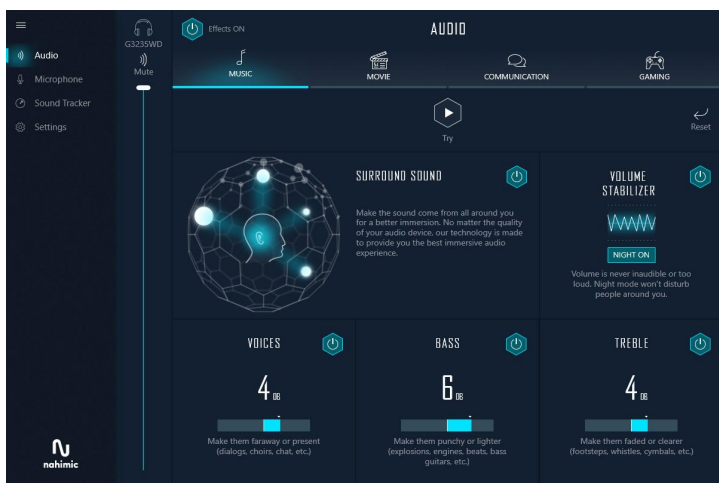 Audio
Microphone
Sound Tracker
Settings
nahimic
G3235WD
Mute
Effects ON
AUDIO
MUSIC
MOVIE
COMMUNICATION
GAMING
Try
Reset
SURROUND SOUND
Make the sound come from all around you
for a better immersion. No matter the quality
of your audio device, our technology is made
to provide you the best immersive audio
experience.
VOLUME
STABILIZER
NIGHT ON
Volume is never inaudible or too
loud. Night mode won't disturb
people around you.
VOICES
4 DB
Make them faraway or present
(dialogs, choirs, chat, etc.)
BASS
6 DB
Make them punchy or lighter
(explosions, engines, beats, bass
guitars, etc.)
TREBLE
4 DB
Make them faded or clearer
(footsteps, whistles, cymbals, etc.)